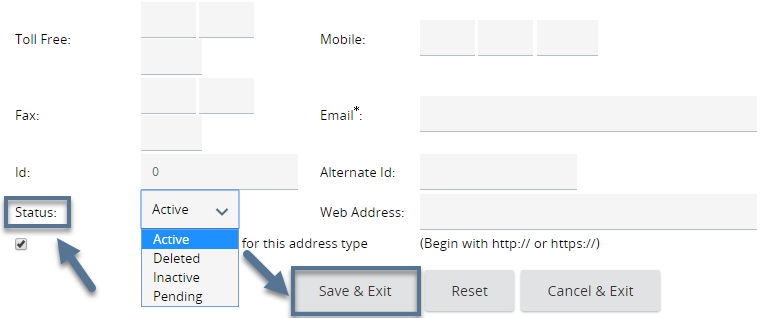 Toll Free:
Mobile:
Fax:
Email*:
Id:
0
Alternate Id:
Status:
Active
Web Address:
Active
for this address type
(Begin with http:// or https://)
Deleted
Inactive
Pending
Save & Exit
Reset
Cancel & Exit